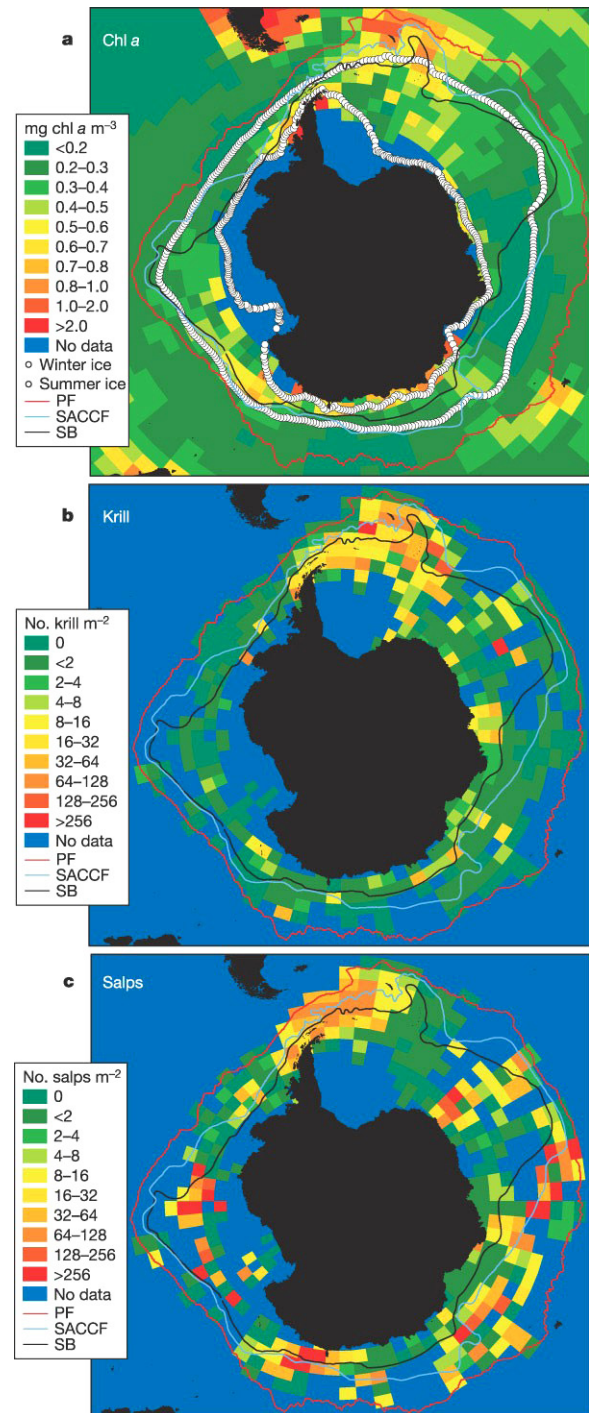 a
Chl a
mg chl a m⁻³
<0.2
0.2–0.3
0.3–0.4
0.4–0.5
0.5–0.6
0.6–0.7
0.7–0.8
0.8–1.0
1.0–2.0
>2.0
No data
Winter ice
Summer ice
PF
SACCF
SB
b
Krill
No. krill m⁻²
0
<2
2–4
4–8
8–16
16–32
32–64
64–128
128–256
>256
No data
PF
SACCF
SB
c
Salps
No. salps m⁻²
0
<2
2–4
4–8
8–16
16–32
32–64
64–128
128–256
>256
No data
PF
SACCF
SB